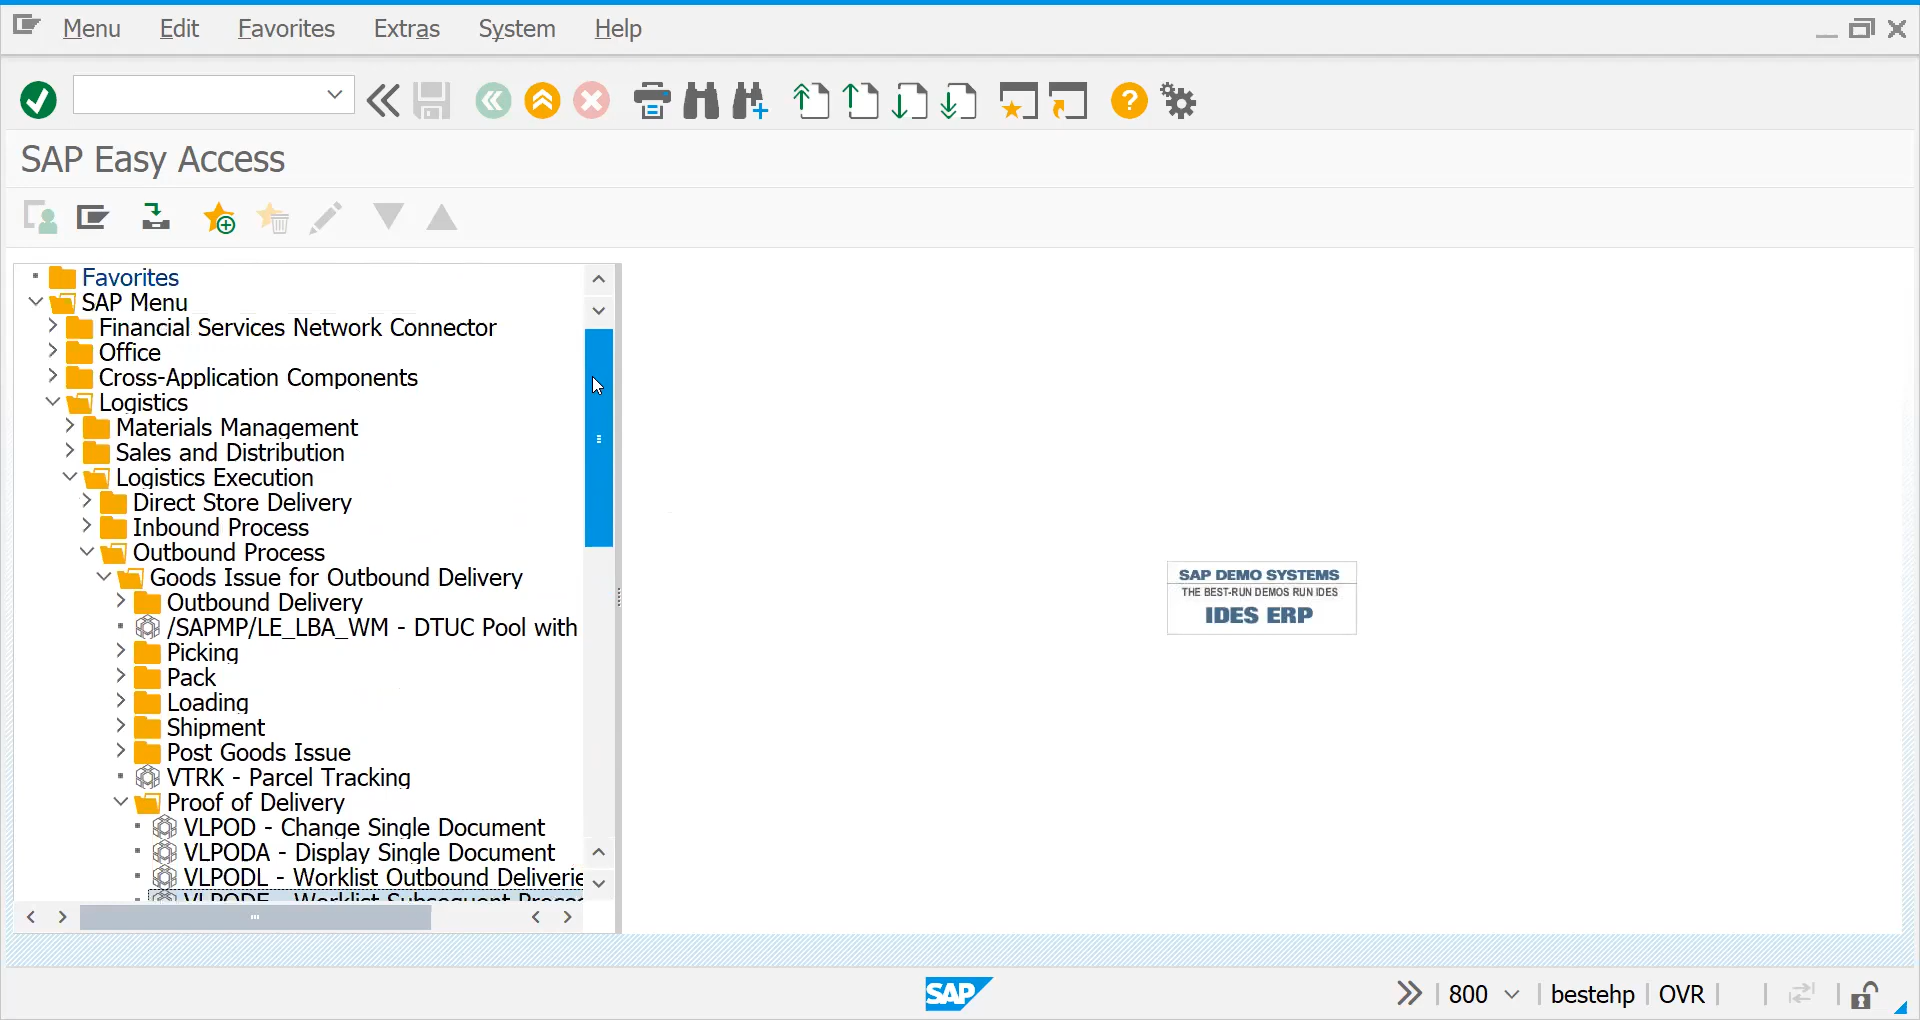 Menu Edit Favorites Extras System Help
SAP Easy Access
Favorites
SAP Menu
Financial Services Network Connector
Office
Cross-Application Components
Logistics
Materials Management
Sales and Distribution
Logistics Execution
Direct Store Delivery
Inbound Process
Outbound Process
Goods Issue for Outbound Delivery
Outbound Delivery
/SAPMP/LE_LBA_WM - DTUC Pool with
Picking
Pack
Loading
Shipment
Post Goods Issue
VTRK - Parcel Tracking
Proof of Delivery
VLPOD - Change Single Document
VLPODA - Display Single Document
VLPODL - Worklist Outbound Deliverie
Worklist Subsequent
SAP DEMO SYSTEMS
THE BEST-RUN DEMOS RUN IDES
IDES ERP
SAP
800 bestehp OVR